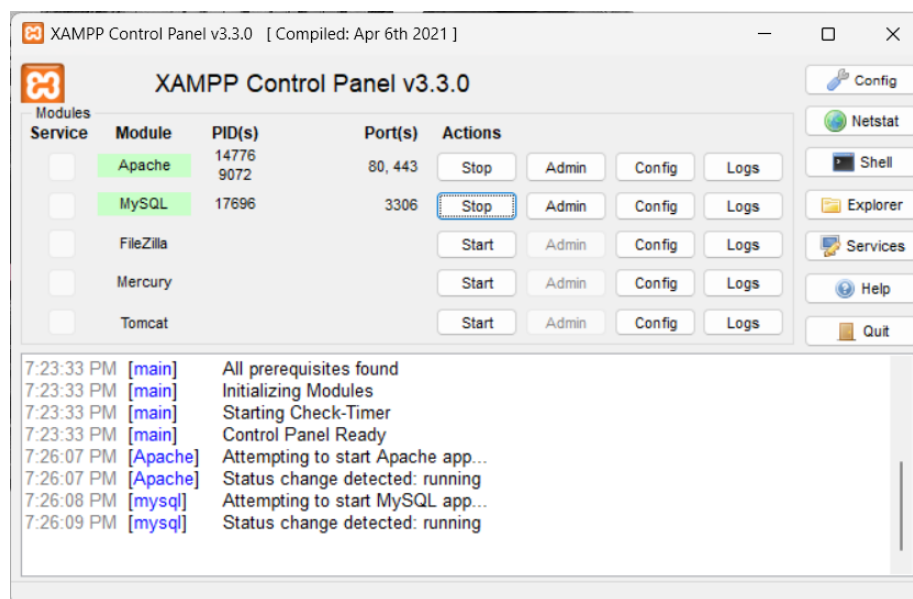 XAMPP Control Panel v3.3.0 [ Compiled: Apr 6th 2021 ]
XAMPP Control Panel v3.3.0
Config
Modules
Service Module PID(s) Port(s) Actions
Netstat
Apache 14776 9072 80, 443 Stop Admin Config Logs
Shell
MySQL 17696 3306 Stop Admin Config Logs
Explorer
FileZilla Start Admin Config Logs
Services
Mercury Start Admin Config Logs
Help
Tomcat Start Admin Config Logs
Quit
7:23:33 PM [main] All prerequisites found
7:23:33 PM [main] Initializing Modules
7:23:33 PM [main] Starting Check-Timer
7:23:33 PM [main] Control Panel Ready
7:26:07 PM [Apache] Attempting to start Apache app...
7:26:07 PM [Apache] Status change detected: running
7:26:08 PM [mysql] Attempting to start MySQL app...
7:26:09 PM [mysql] Status change detected: running